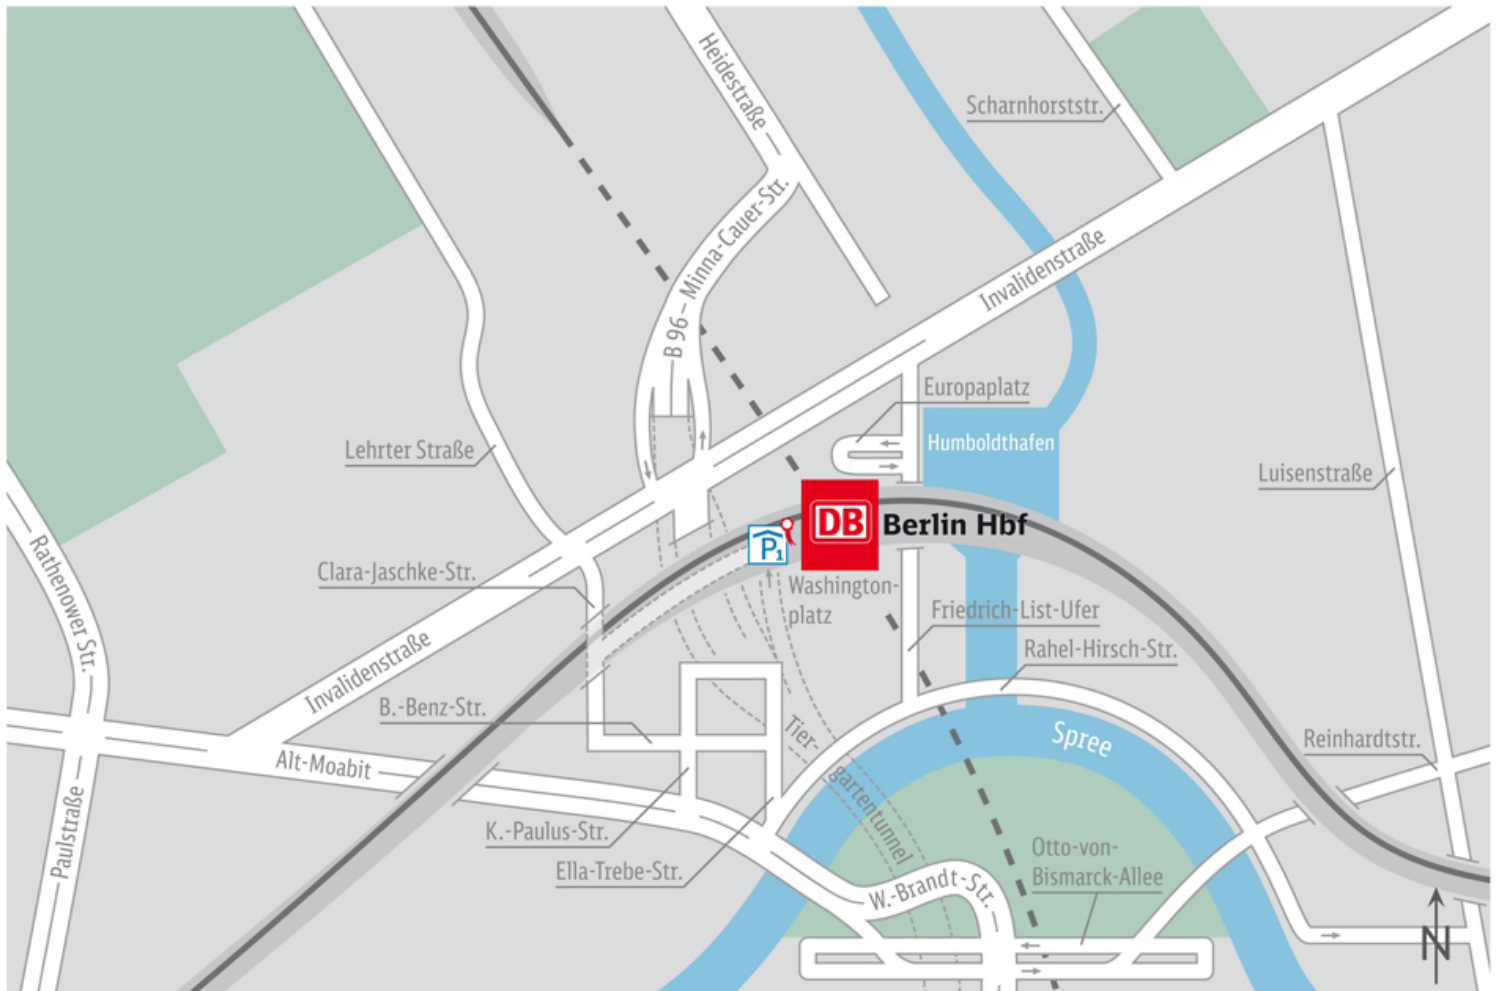 Heidestraße
Scharnhorststr.
B 96 – Minna-Cauer-Str.
Invalidenstraße
Europaplatz
Humboldthafen
Lehrter Straße
Luisenstraße
DB
Berlin Hbf
P1
Rathenower Str.
Clara-Jaschke-Str.
Washington-
platz
Friedrich-List-Ufer
Rahel-Hirsch-Str.
Invalidenstraße
B.-Benz-Str.
Tier-
gartentunnel
Spree
Reinhardtstr.
Alt-Moabit
Paulstraße
K.-Paulus-Str.
Ella-Trebe-Str.
W.-Brandt-Str.
Otto-von-
Bismarck-Allee
N